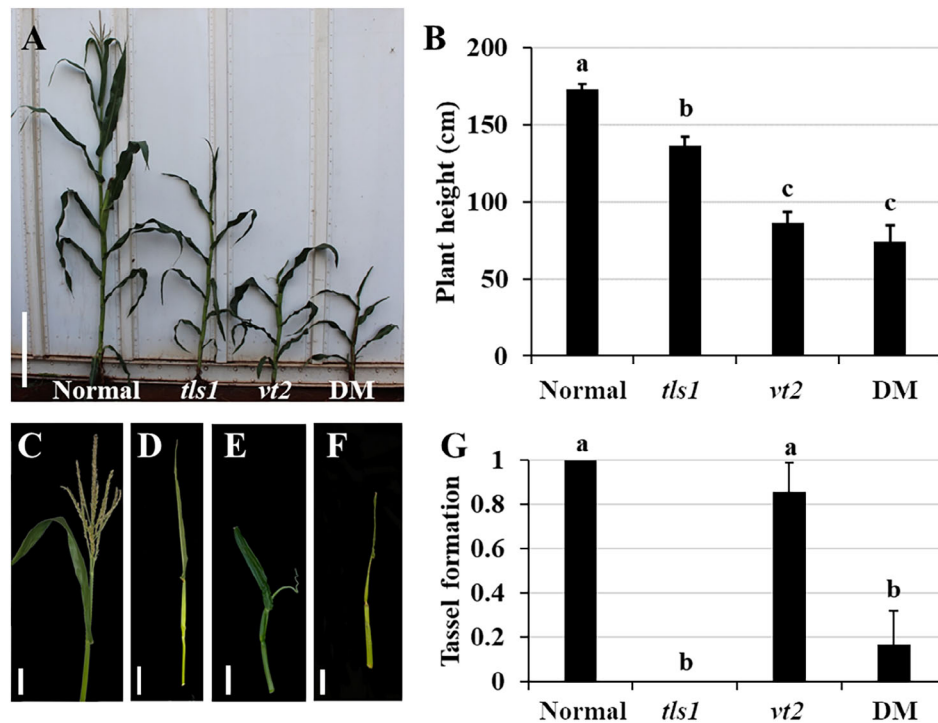 A
Normal tls1 vt2 DM
B
Plant height (cm)
200
150
100
50
0
a
b
c
c
Normal tls1 vt2 DM
C D E F
G
Tassel formation
1
0.8
0.6
0.4
0.2
0
a
b
a
b
Normal tls1 vt2 DM